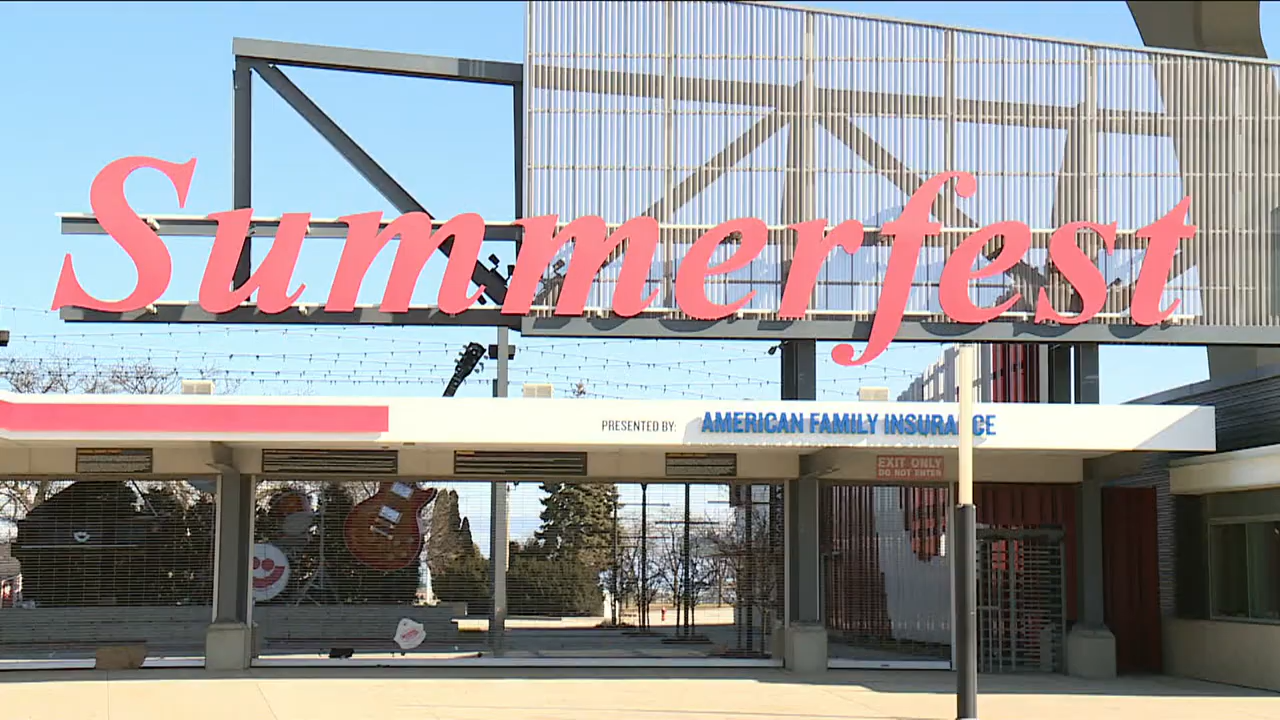 Summerfest
PRESENTED BY: AMERICAN FAMILY INSURANCE
EXIT ONLY
DO NOT ENTER